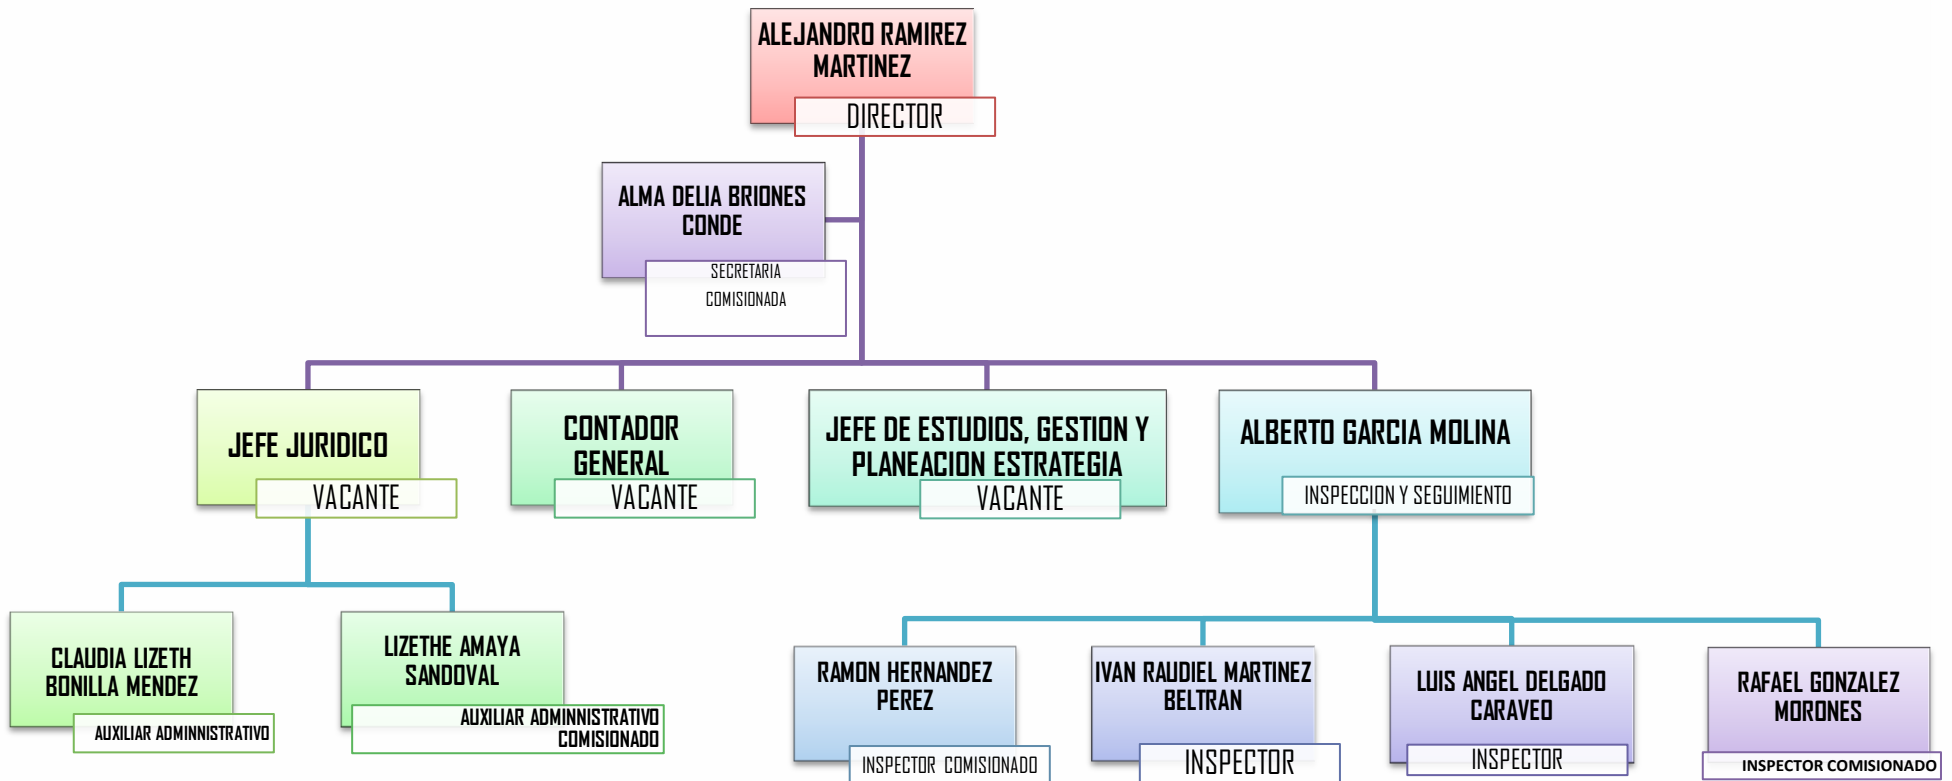 ALEJANDRO RAMIREZ
MARTINEZ
DIRECTOR
ALMA DELIA BRIONES
CONDE
SECRETARIA
COMISIONADA
JEFE JURIDICO
VACANTE
CONTADOR
GENERAL
VACANTE
JEFE DE ESTUDIOS, GESTION Y
PLANEACION ESTRATEGIA
VACANTE
ALBERTO GARCIA MOLINA
INSPECCION Y SEGUIMIENTO
CLAUDIA LIZETH
BONILLA MENDEZ
AUXILIAR ADMINNISTRATIVO
LIZETHE AMAYA
SANDOVAL
AUXILIAR ADMINNISTRATIVO
COMISIONADO
RAMON HERNANDEZ
PEREZ
INSPECTOR COMISIONADO
IVAN RAUDIEL MARTINEZ
BELTRAN
INSPECTOR
LUIS ANGEL DELGADO
CARAVEO
INSPECTOR
RAFAEL GONZALEZ
MORONES
INSPECTOR COMISIONADO